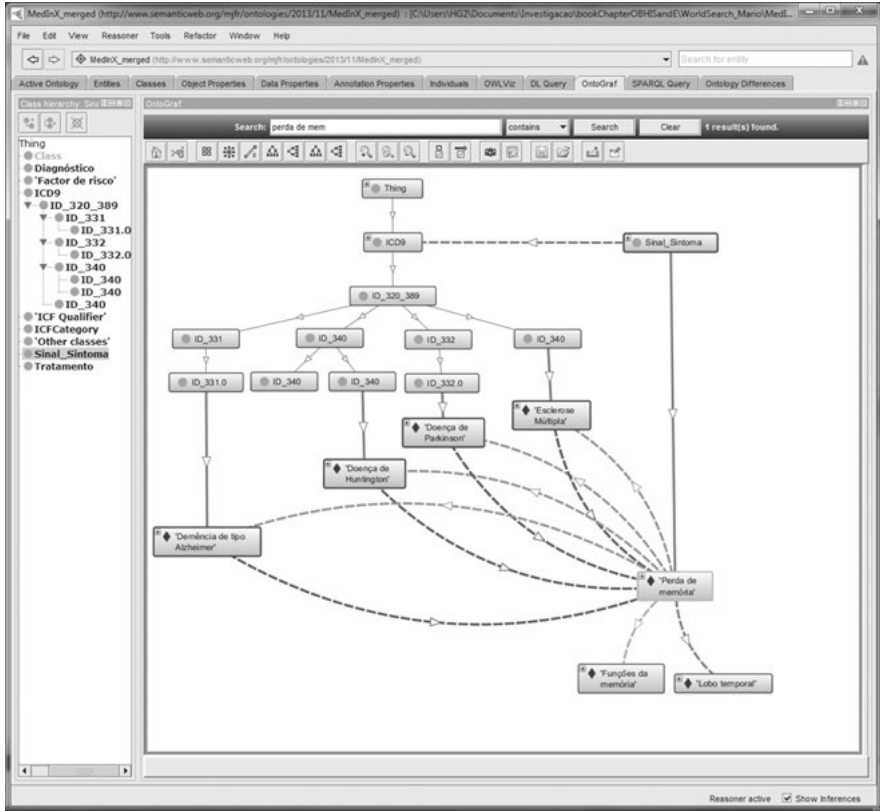 MedInX_merged (http://www.semanticweb.org/mjfr/ontologies/2013/11/MedInX_merged) : [C:\Users\HG2\Documents\Investigacao\bookChapterOBHISandE\WorldSearch_Mario\MedI...
File Edit View Reasoner Tools Refactor Window Help
MedInX_merged (http://www.semanticweb.org/mjfr/ontologies/2013/11/MedInX_merged) Search for entity
Active Ontology Entities Classes Object Properties Data Properties Annotation Properties Individuals OWLViz DL Query OntoGraf SPARQL Query Ontology Differences
Class hierarchy: Sina OntoGraf:
Search: perda de mem contains Search Clear 1 result(s) found.
Thing
Class
Diagnóstico
'Factor de risco'
ICD9
ID_320_389
ID_331
ID_331.0
ID_332
ID_332.0
ID_340
ID_340
ID_340
ID_340
'ICF Qualifier'
ICFCategory
'Other classes'
Sinal_Sintoma
Tratamento
Thing
ICD9 Sinal_Sintoma
ID_320_389
ID_331 ID_340 ID_332 ID_340
ID_331.0 ID_340 ID_340 ID_332.0
'Esclerose
Múltipla'
'Doença de
Parkinson'
'Doença de
Huntington'
'Demência de tipo
Alzheimer'
'Perda de
memória'
'Funções da
memória'
'Lobo temporal'
Reasoner active Show Inferences